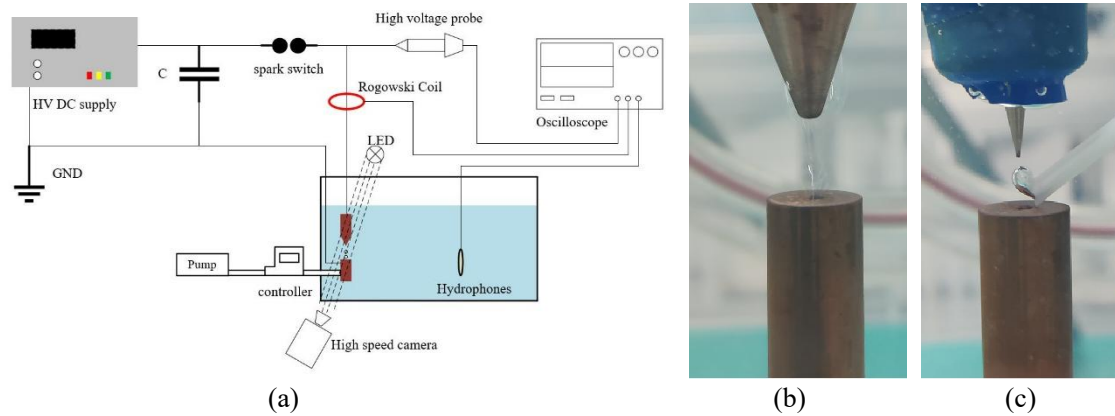 High voltage probe
spark switch
C
HV DC supply
Rogowski Coil
Oscilloscope
LED
GND
Pump
controller
Hydrophones
High speed camera
(a)
(b)
(c)